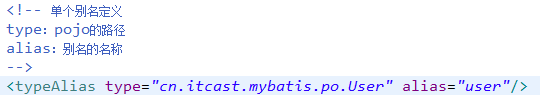 <!-- 单个别名定义
type：pojo的路径
alias：别名的名称
-->
<typeAlias type="cn.itcast.mybatis.po.User" alias="user"/>